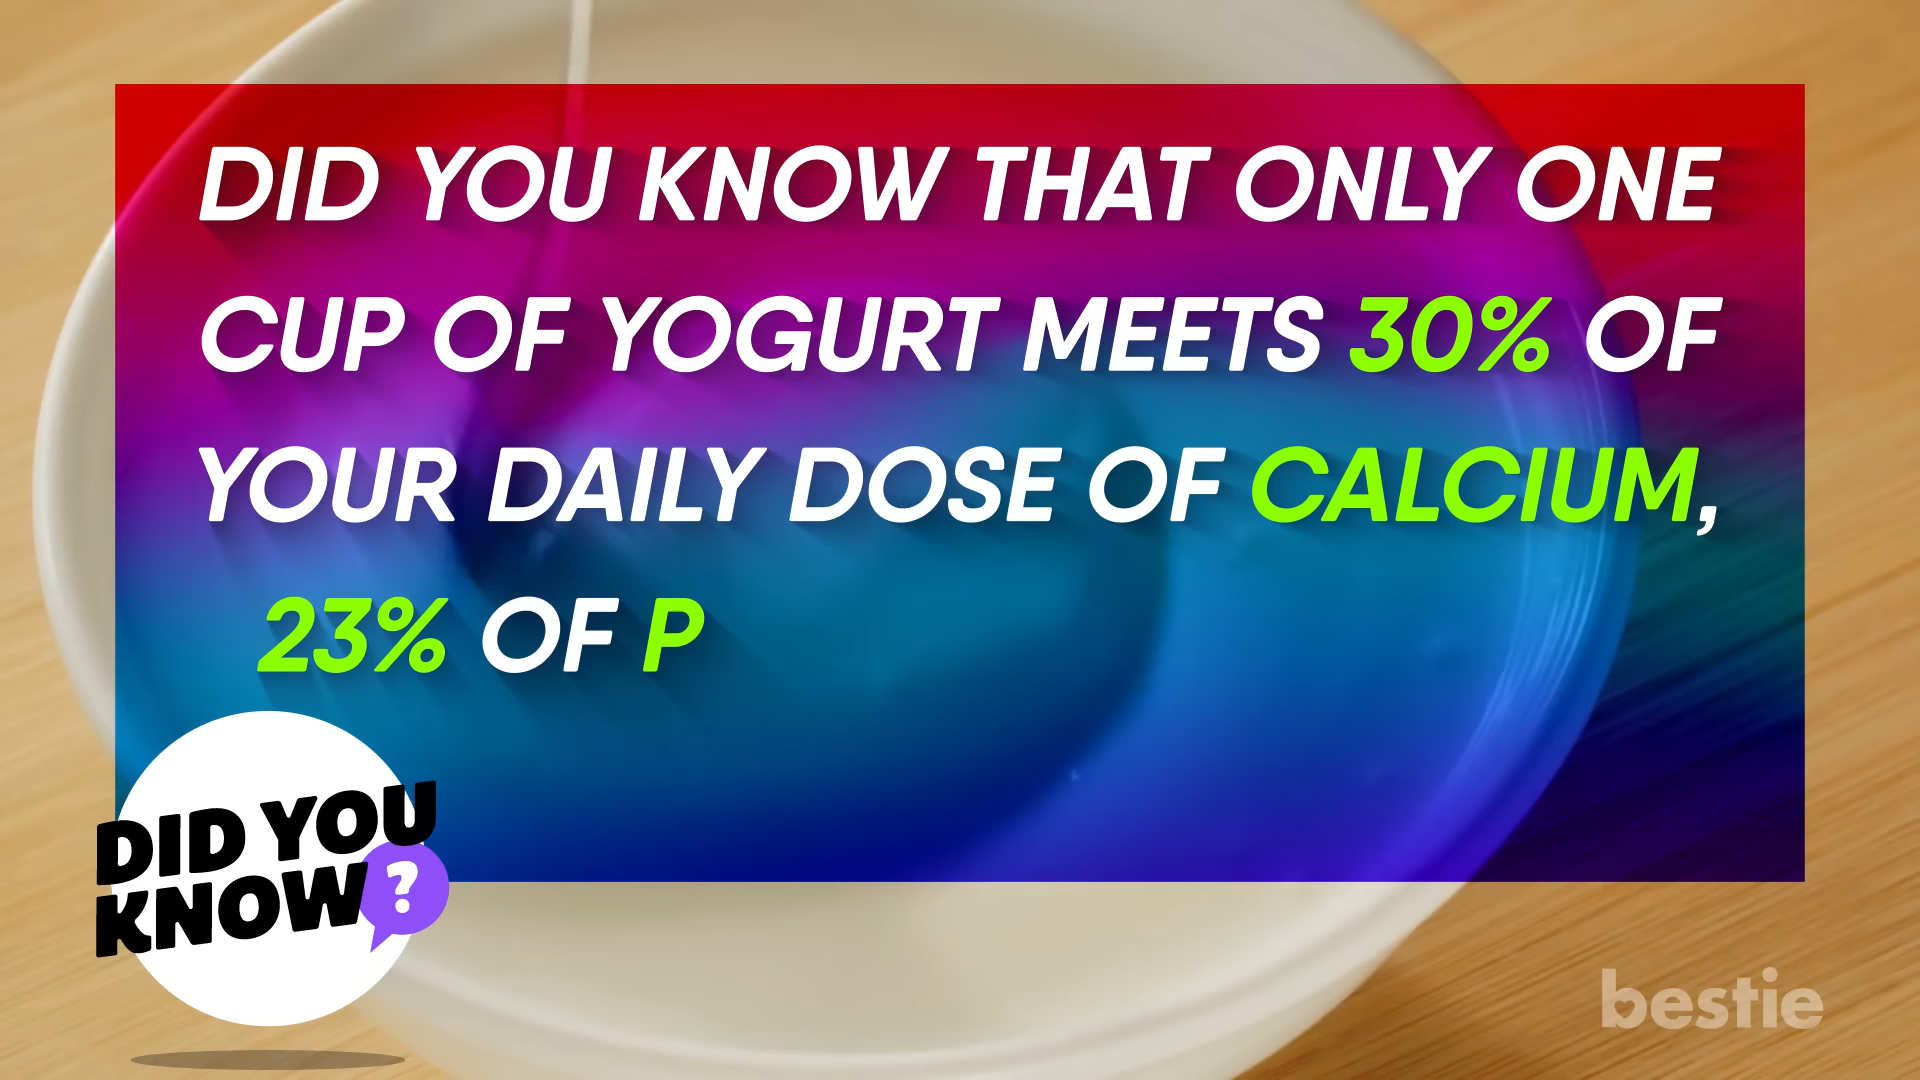 DID YOU KNOW THAT ONLY ONE
CUP OF YOGURT MEETS 30% OF
YOUR DAILY DOSE OF CALCIUM,
23% OF P
DID YOU
KNOW?
bestie